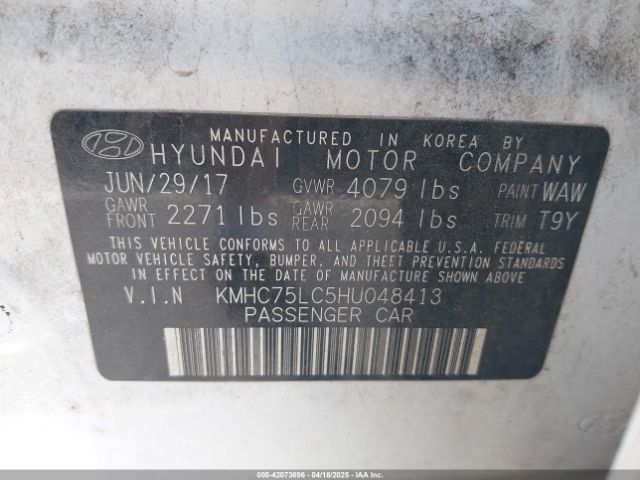 MANUFACTURED IN KOREA BY
HYUNDAI MOTOR COMPANY
JUN/29/17 GVWR 4079 lbs PAINT WAW
GAWR FRONT 2271 lbs GAWR REAR 2094 lbs TRIM T9Y
THIS VEHICLE CONFORMS TO ALL APPLICABLE U.S.A. FEDERAL
MOTOR VEHICLE SAFETY, BUMPER, AND THEFT PREVENTION STANDARDS
IN EFFECT ON THE DATE OF MANUFACTURE SHOWN ABOVE
V.I.N KMHC75LC5HU048413
PASSENGER CAR
000-42073696 - 04/18/2025 - IAAI.COM